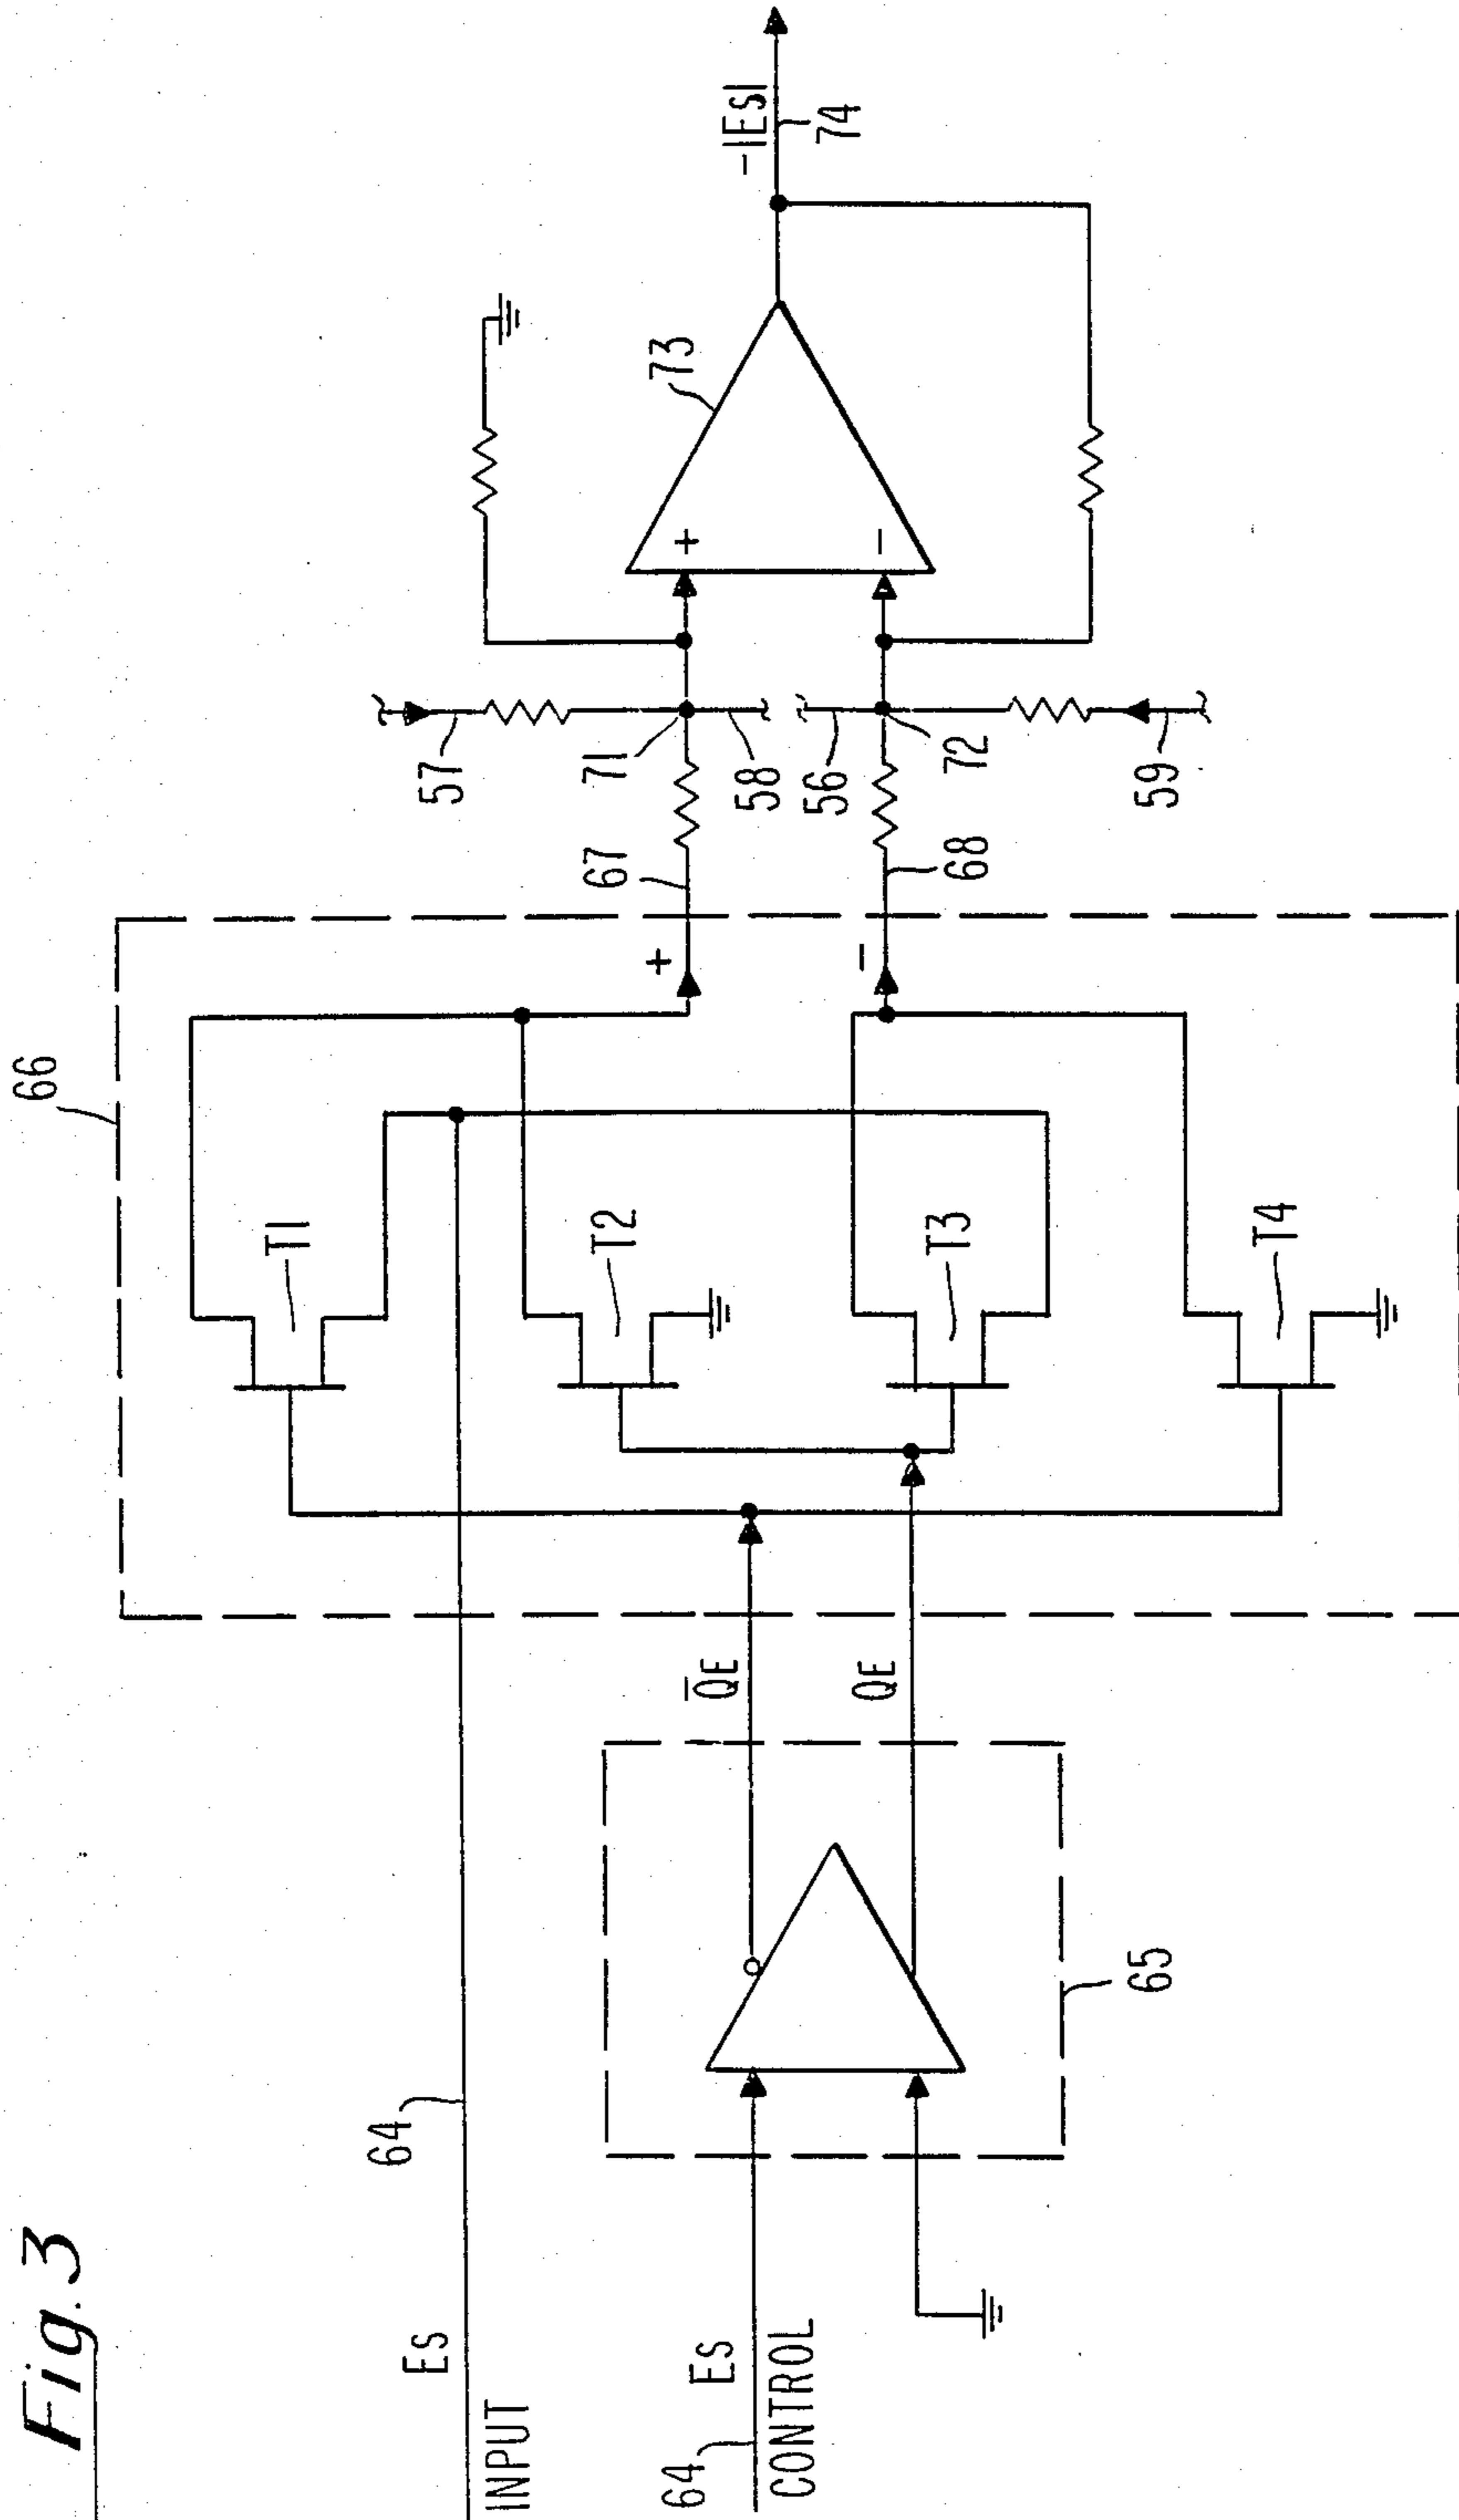 Fig. 3
66
64
ES
INPUT
64
ES
CONTROL
65
Q̅E
QE
T1
T2
T3
T4
+
−
67
68
57
71
58
56
72
59
+
−
73
−|ES|
74